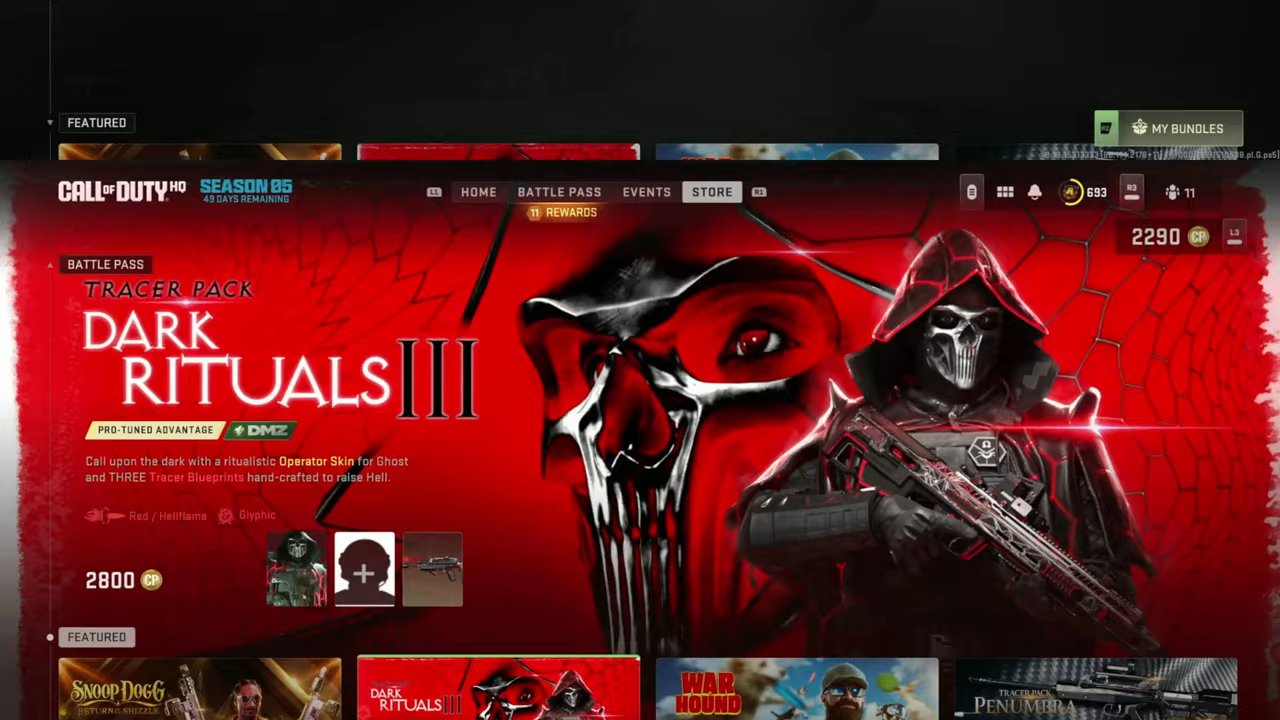 FEATURED
MY BUNDLES
CALL OF DUTY HQ
SEASON 05
49 DAYS REMAINING
L1 HOME BATTLE PASS EVENTS STORE R1
11 REWARDS
693
R3
11
2290 CP
L3
BATTLE PASS
TRACER PACK
DARK
RITUALS III
PRO-TUNED ADVANTAGE
DMZ
Call upon the dark with a ritualistic Operator Skin for Ghost
and THREE Tracer Blueprints hand-crafted to raise Hell.
Red / Hellflame
Glyphic
2800 CP
FEATURED
SNOOP DOGG
RETURN OF THE SHIZZLE
DARK
RITUALS III
WAR
HOUND
TRACER PACK
PENUMBRA